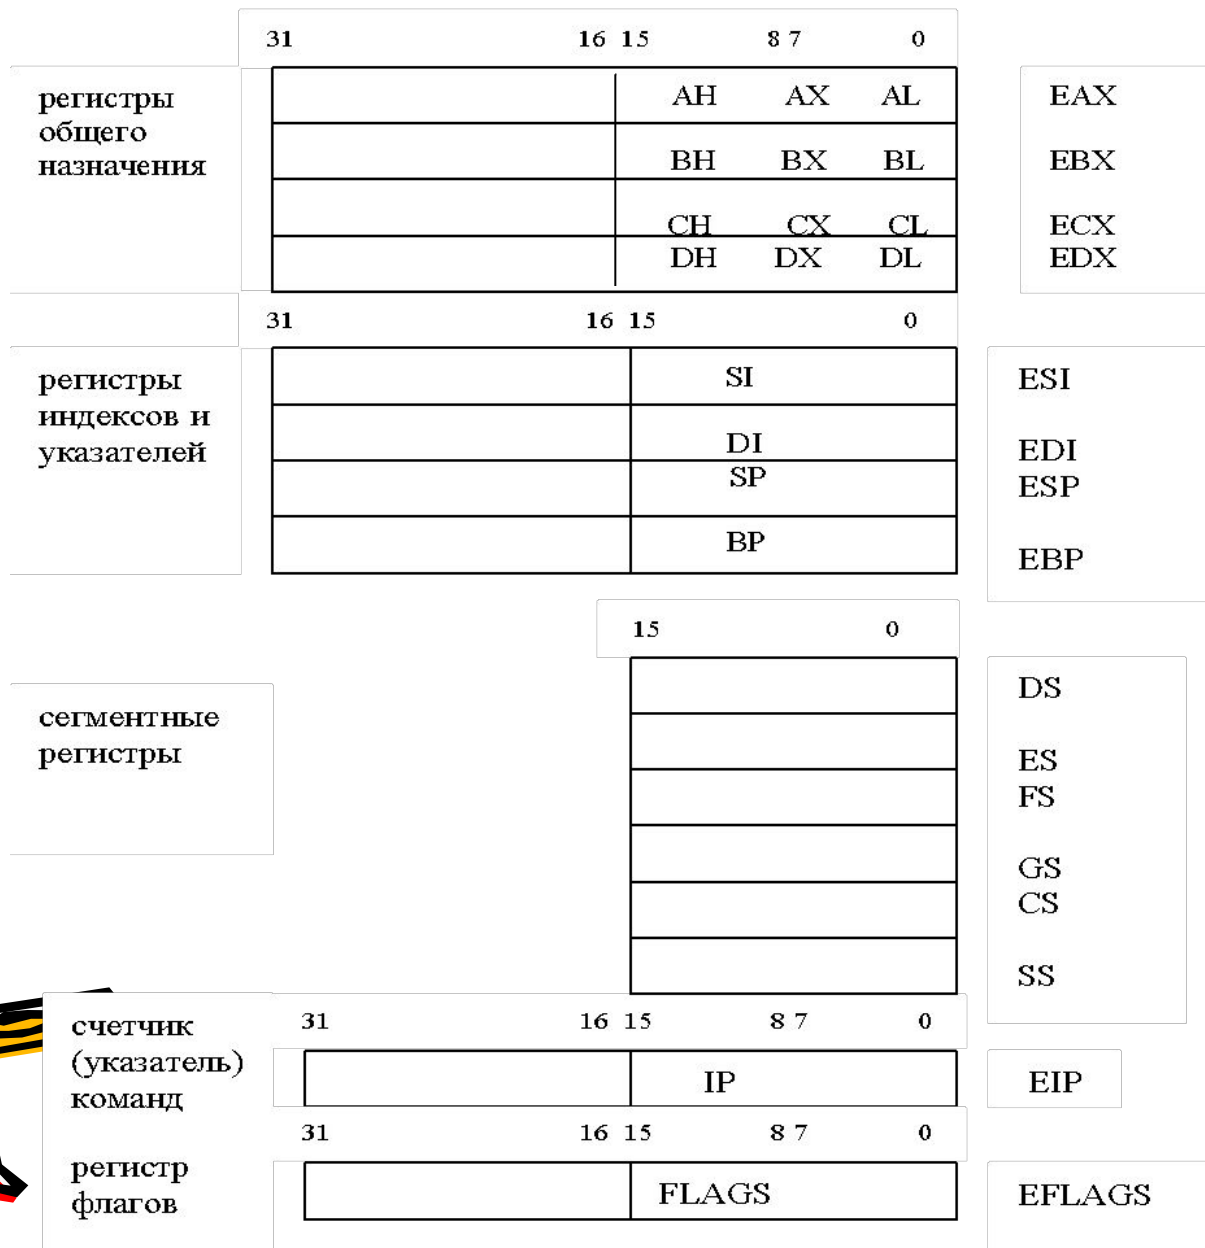 31 16 15 8 7 0
регистры общего назначения
AH AX AL EAX
BH BX BL EBX
CH CX CL ECX
DH DX DL EDX
31 16 15 0
регистры индексов и указателей
SI ESI
DI EDI
SP ESP
BP EBP
15 0
сегментные регистры
DS
ES
FS
GS
CS
SS
счетчик (указатель) команд
31 16 15 8 7 0
IP EIP
31 16 15 8 7 0
регистр флагов
FLAGS EFLAGS